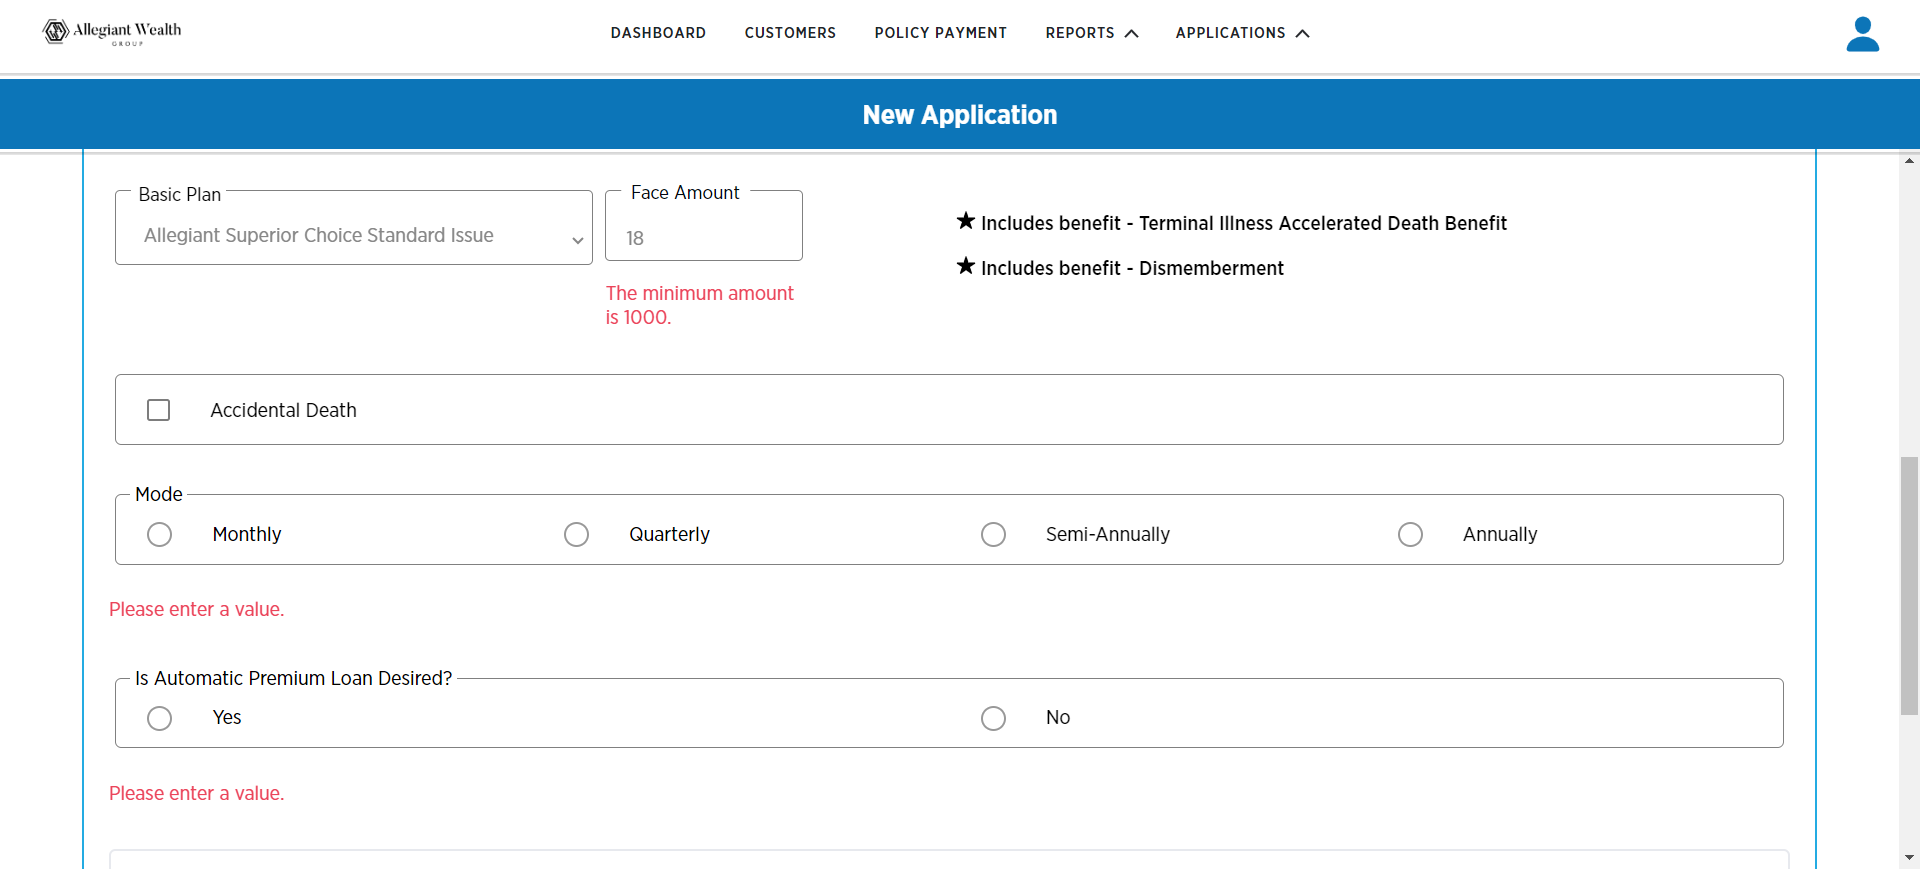 Allegiant Wealth
GROUP
DASHBOARD
CUSTOMERS
POLICY PAYMENT
REPORTS
APPLICATIONS
New Application
Basic Plan
Allegiant Superior Choice Standard Issue
Face Amount
18
The minimum amount
is 1000.
★ Includes benefit - Terminal Illness Accelerated Death Benefit
★ Includes benefit - Dismemberment
Accidental Death
Mode
Monthly
Quarterly
Semi-Annually
Annually
Please enter a value.
Is Automatic Premium Loan Desired?
Yes
No
Please enter a value.